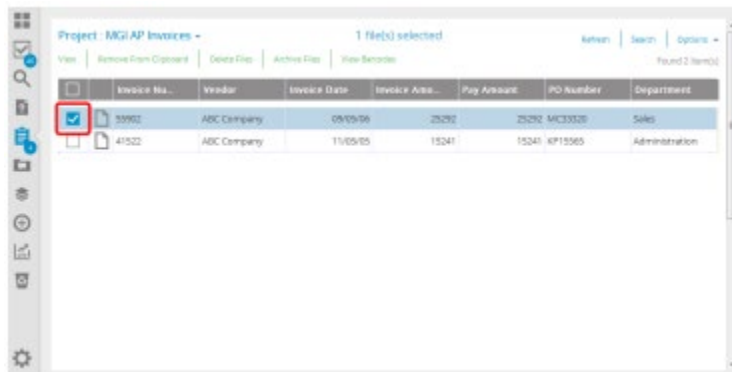 Project : MGI AP Invoices
1 file(s) selected
Refresh Search Options
View Remove From Clipboard Delete Files Archive Files View Barcodes
Found 2 item(s)
Invoice Nu... Vendor Invoice Date Invoice Amo... Pay Amount PO Number Department
55902 ABC Company 09/05/06 25292 25292 MC33320 Sales
41522 ABC Company 11/05/05 15241 15241 KP15565 Administration